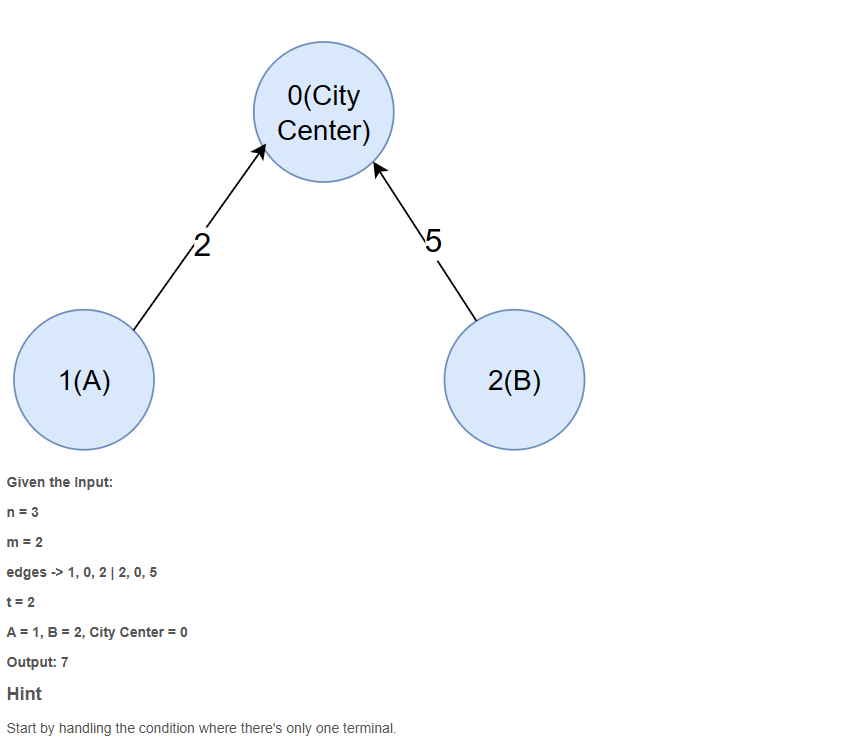 0(City
Center)
2
5
1(A)
2(B)
Given the Input:
n = 3
m = 2
edges -> 1, 0, 2 | 2, 0, 5
t = 2
A = 1, B = 2, City Center = 0
Output: 7
Hint
Start by handling the condition where there's only one terminal.